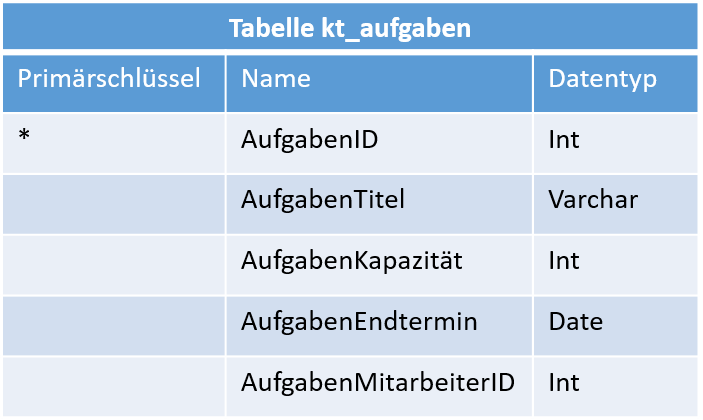 Tabelle kt_aufgaben
Primärschlüssel Name Datentyp
* AufgabenID Int
AufgabenTitel Varchar
AufgabenKapazität Int
AufgabenEndtermin Date
AufgabenMitarbeiterID Int